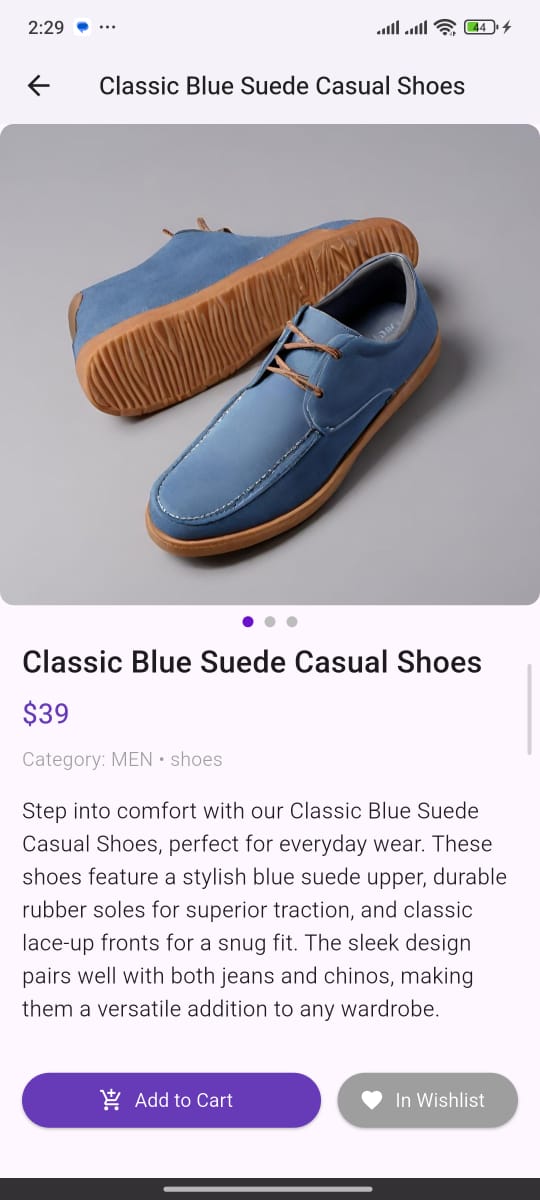 2:29
44
Classic Blue Suede Casual Shoes
Classic Blue Suede Casual Shoes
$39
Category: MEN • shoes
Step into comfort with our Classic Blue Suede
Casual Shoes, perfect for everyday wear. These
shoes feature a stylish blue suede upper, durable
rubber soles for superior traction, and classic
lace-up fronts for a snug fit. The sleek design
pairs well with both jeans and chinos, making
them a versatile addition to any wardrobe.
Add to Cart
In Wishlist